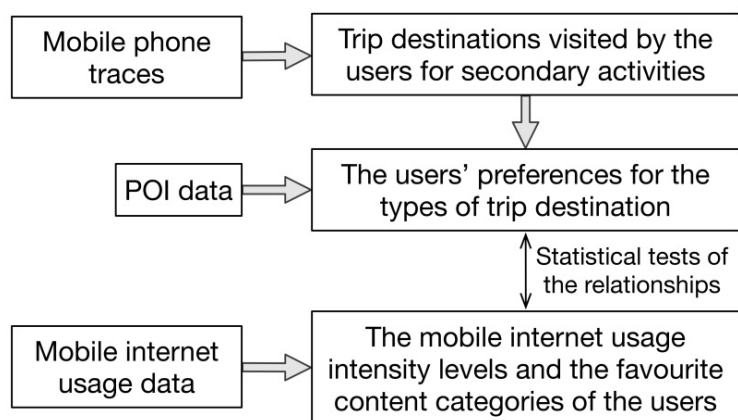 Mobile phone
traces
Trip destinations visited by the
users for secondary activities
POI data
The users’ preferences for the
types of trip destination
Statistical tests of
the relationships
Mobile internet
usage data
The mobile internet usage
intensity levels and the favourite
content categories of the users